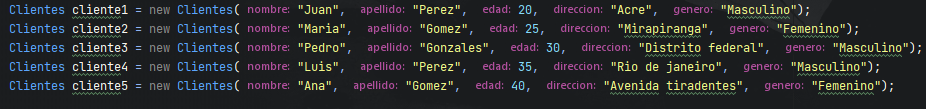 Clientes cliente1 = new Clientes( nombre: "Juan", apellido: "Perez", edad: 20, direccion: "Acre", genero: "Masculino");
Clientes cliente2 = new Clientes( nombre: "Maria", apellido: "Gomez", edad: 25, direccion: "Mirapiranga", genero: "Femenino");
Clientes cliente3 = new Clientes( nombre: "Pedro", apellido: "Gonzales", edad: 30, direccion: "Distrito federal", genero: "Masculino");
Clientes cliente4 = new Clientes( nombre: "Luis", apellido: "Perez", edad: 35, direccion: "Rio de janeiro", genero: "Masculino");
Clientes cliente5 = new Clientes( nombre: "Ana", apellido: "Gomez", edad: 40, direccion: "Avenida tiradentes", genero: "Femenino");